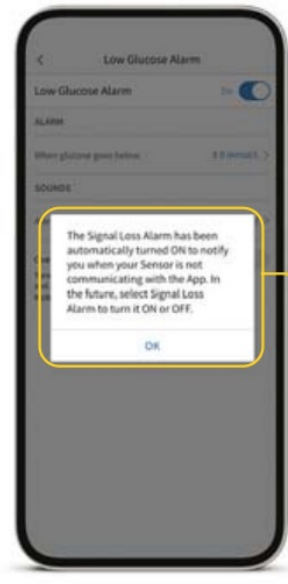 Low Glucose Alarm
Low Glucose Alarm On
ALARM
When glucose goes below
SOUNDS
The Signal Loss Alarm has been
automatically turned ON to notify
you when your Sensor is not
communicating with the App. In
the future, select Signal Loss
Alarm to turn it ON or OFF.
OK